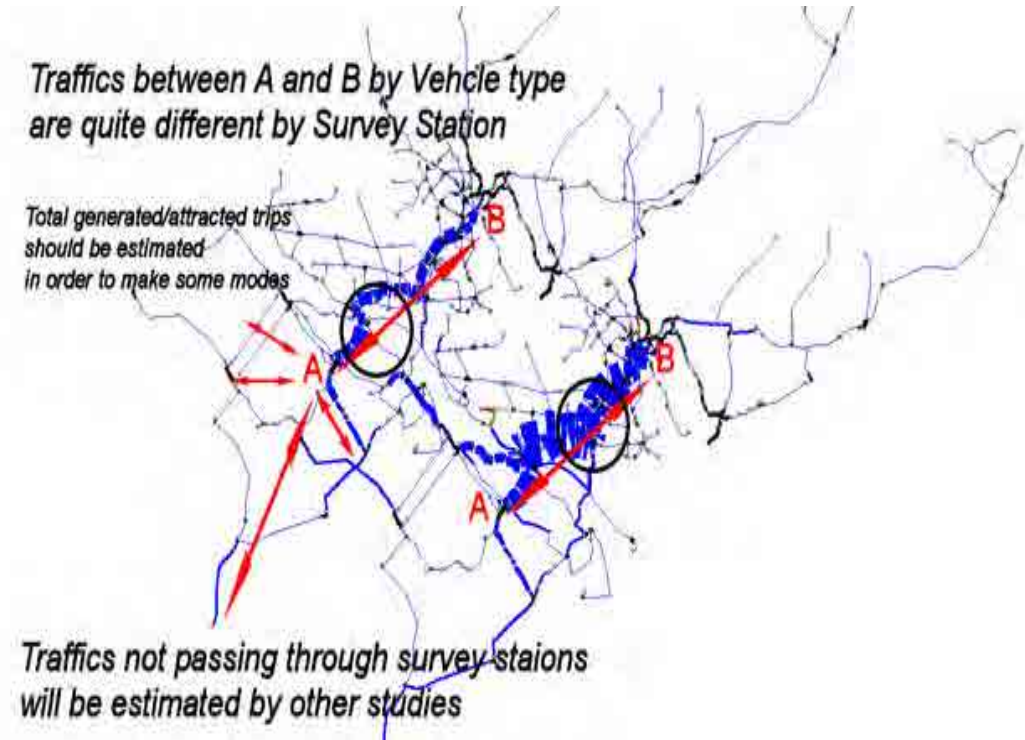 Traffics between A and B by Vehcle type
are quite different by Survey Station
Total generated/attracted trips
should be estimated
in order to make some modes
B
A
B
A
Traffics not passing through survey staions
will be estimated by other studies